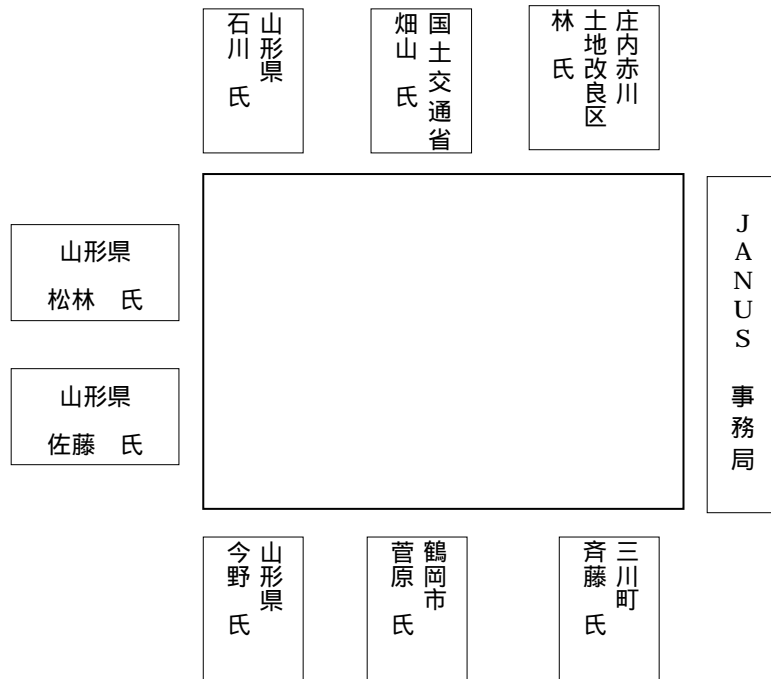 山形県
石川　氏
国土交通省
畑山　氏
庄内赤川
土地改良区
林　氏
山形県
松林　氏
山形県
佐藤　氏
JANUS　事務局
山形県
今野　氏
鶴岡市
菅原　氏
三川町
斉藤　氏